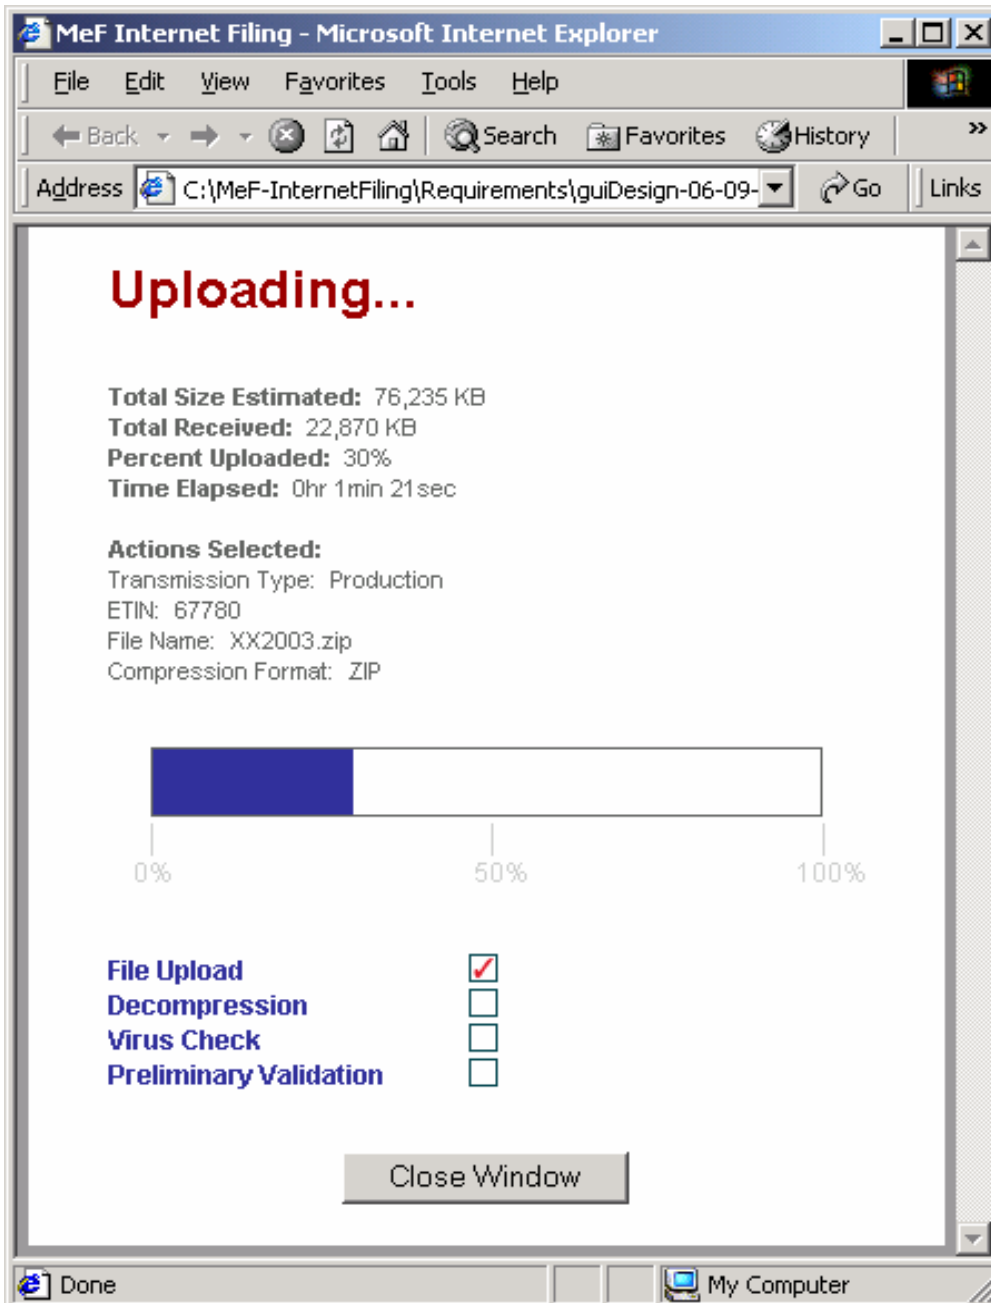 MeF Internet Filing - Microsoft Internet Explorer
File Edit View Favorites Tools Help
Back Search Favorites History »
Address C:\MeF-InternetFiling\Requirements\guiDesign-06-09- Go Links
Uploading...
Total Size Estimated: 76,235 KB
Total Received: 22,870 KB
Percent Uploaded: 30%
Time Elapsed: 0hr 1min 21sec
Actions Selected:
Transmission Type: Production
ETIN: 67780
File Name: XX2003.zip
Compression Format: ZIP
0% 50% 100%
File Upload
Decompression
Virus Check
Preliminary Validation
Close Window
Done My Computer